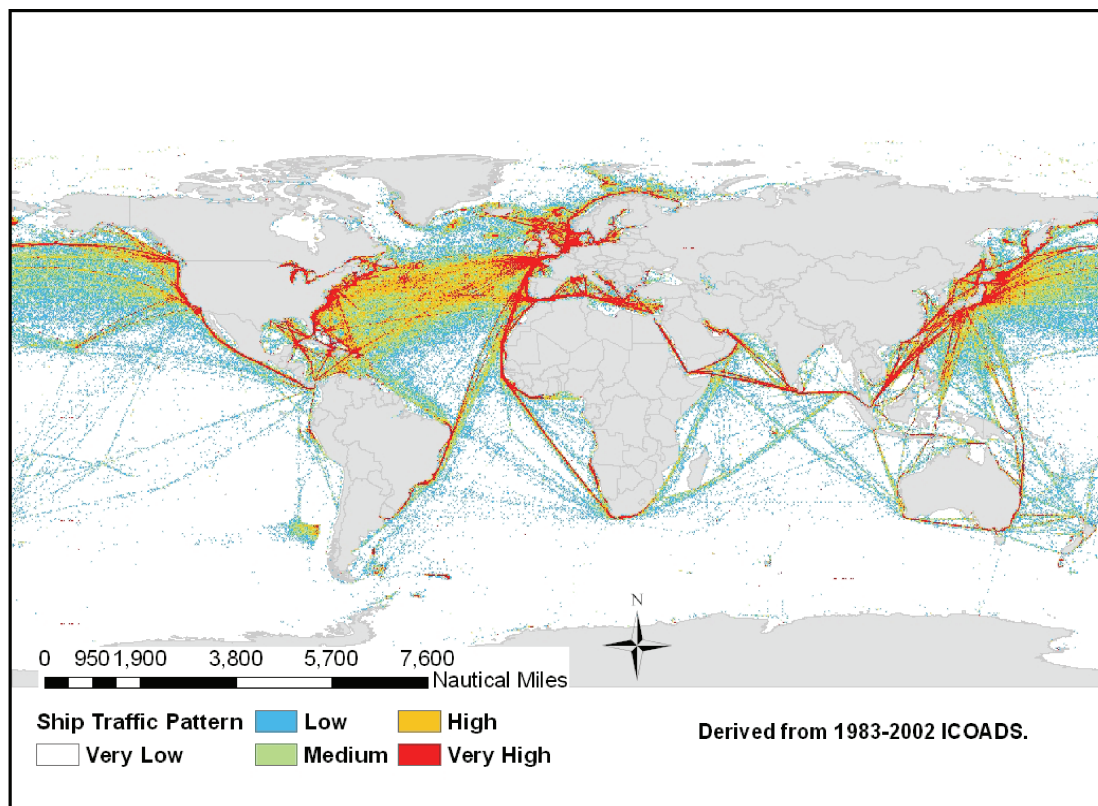 N
0 950 1,900 3,800 5,700 7,600
Nautical Miles
Ship Traffic Pattern Low High
Very Low Medium Very High
Derived from 1983-2002 ICOADS.